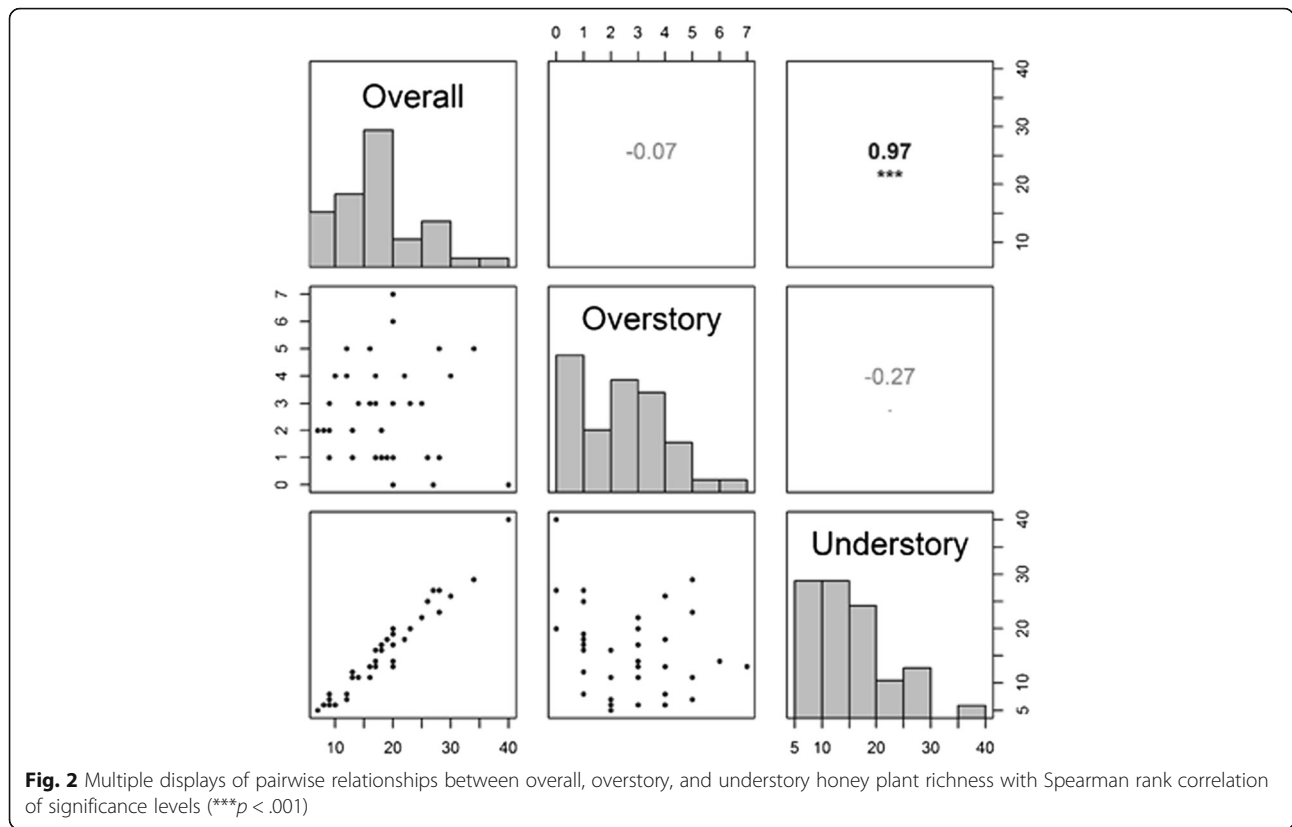 0 1 2 3 4 5 6 7
Overall
-0.07
0.97
***
40
30
20
10
7
6
5
4
3
2
1
0
Overstory
-0.27
.
Understory
40
30
20
10
5
10 20 30 40
5 10 20 30 40
Fig. 2 Multiple displays of pairwise relationships between overall, overstory, and understory honey plant richness with Spearman rank correlation
of significance levels (***p < .001)